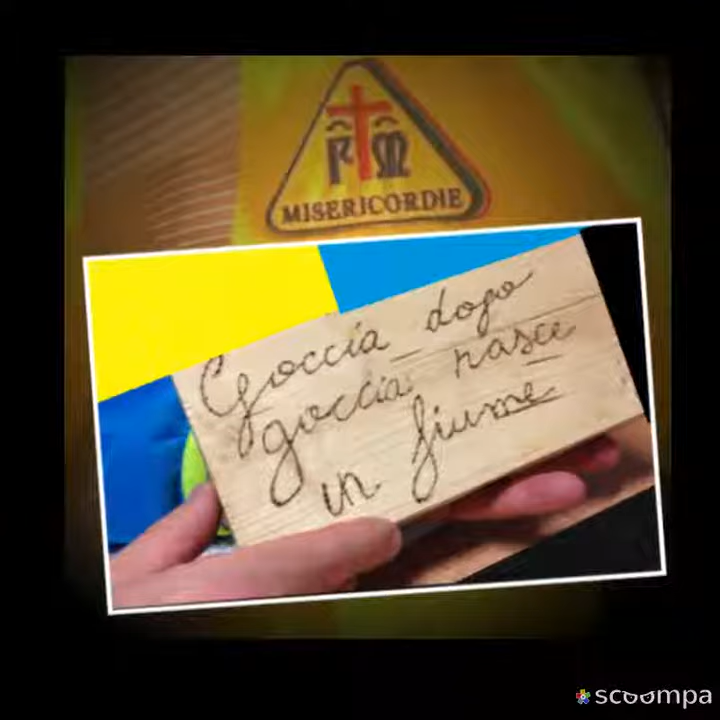 F M
MISERICORDIE
Goccia dopo
goccia nasce
un fiume
scoompa